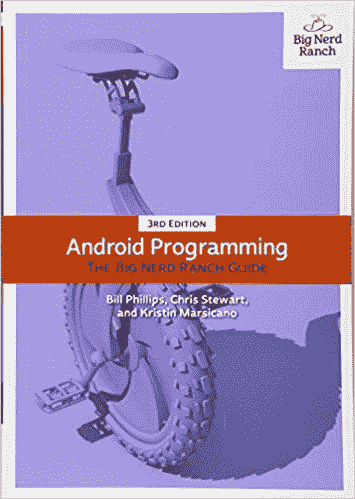 Big Nerd
Ranch
3RD EDITION
Android Programming
THE BIG NERD RANCH GUIDE
Bill Phillips, Chris Stewart,
and Kristin Marsicano